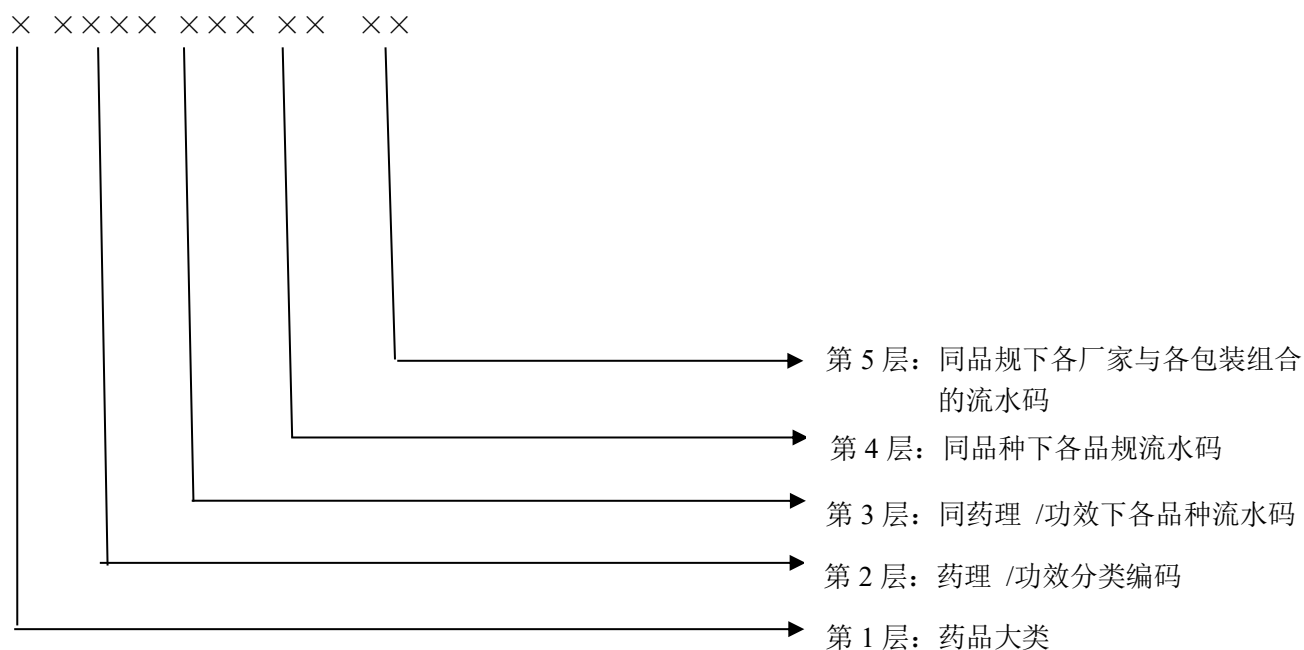 × ×××× ××× ×× ××
第 5 层：同品规下各厂家与各包装组合
的流水码
第 4 层：同品种下各品规流水码
第 3 层：同药理 /功效下各品种流水码
第 2 层：药理 /功效分类编码
第 1 层：药品大类